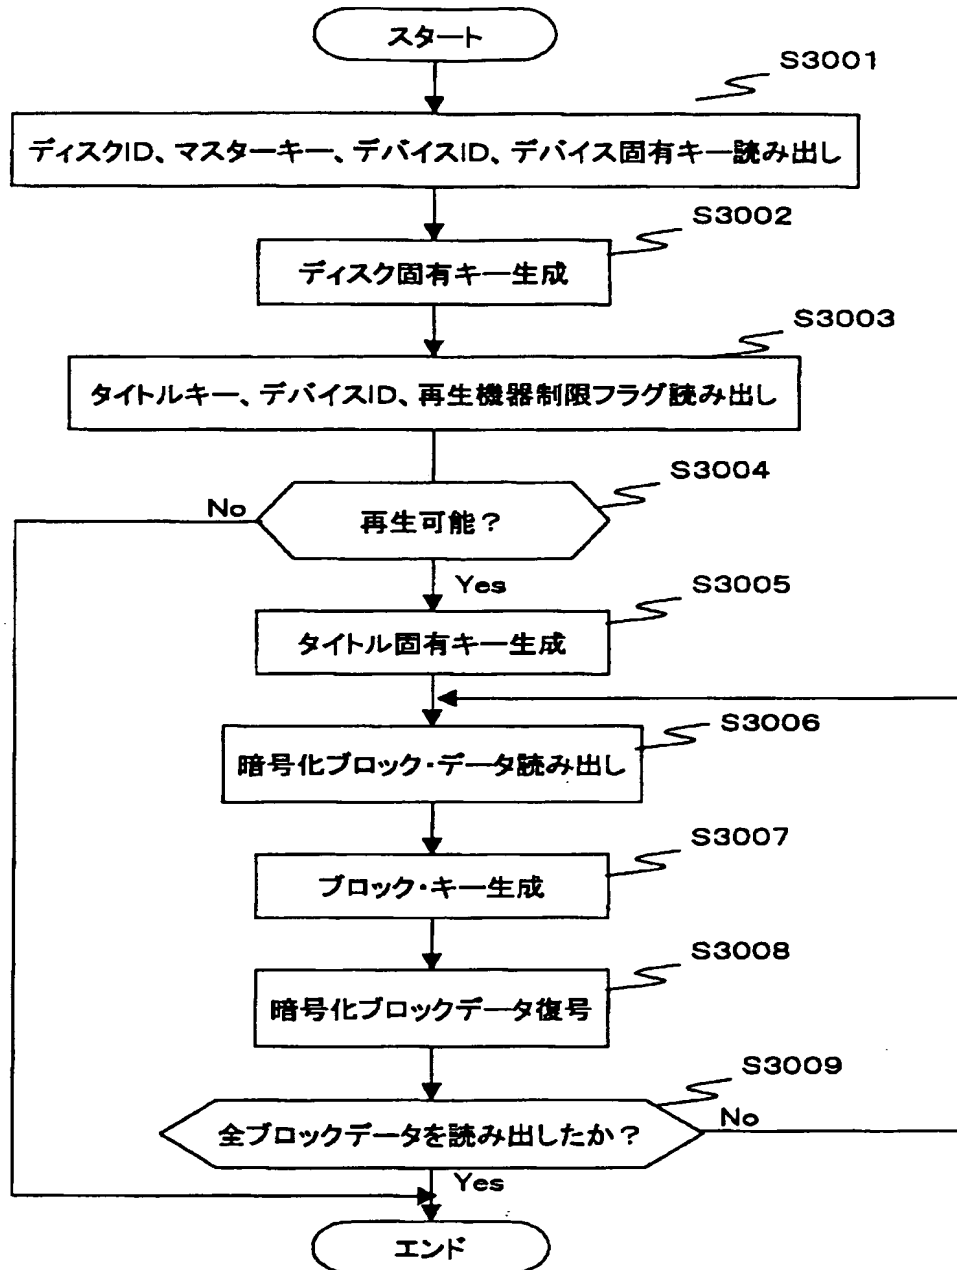 スタート
S3001
ディスクID、マスターキー、デバイスID、デバイス固有キー読み出し
S3002
ディスク固有キー生成
S3003
タイトルキー、デバイスID、再生機器制限フラグ読み出し
S3004
No
再生可能？
Yes
S3005
タイトル固有キー生成
S3006
暗号化ブロック・データ読み出し
S3007
ブロック・キー生成
S3008
暗号化ブロックデータ復号
S3009
全ブロックデータを読み出したか？
No
Yes
エンド